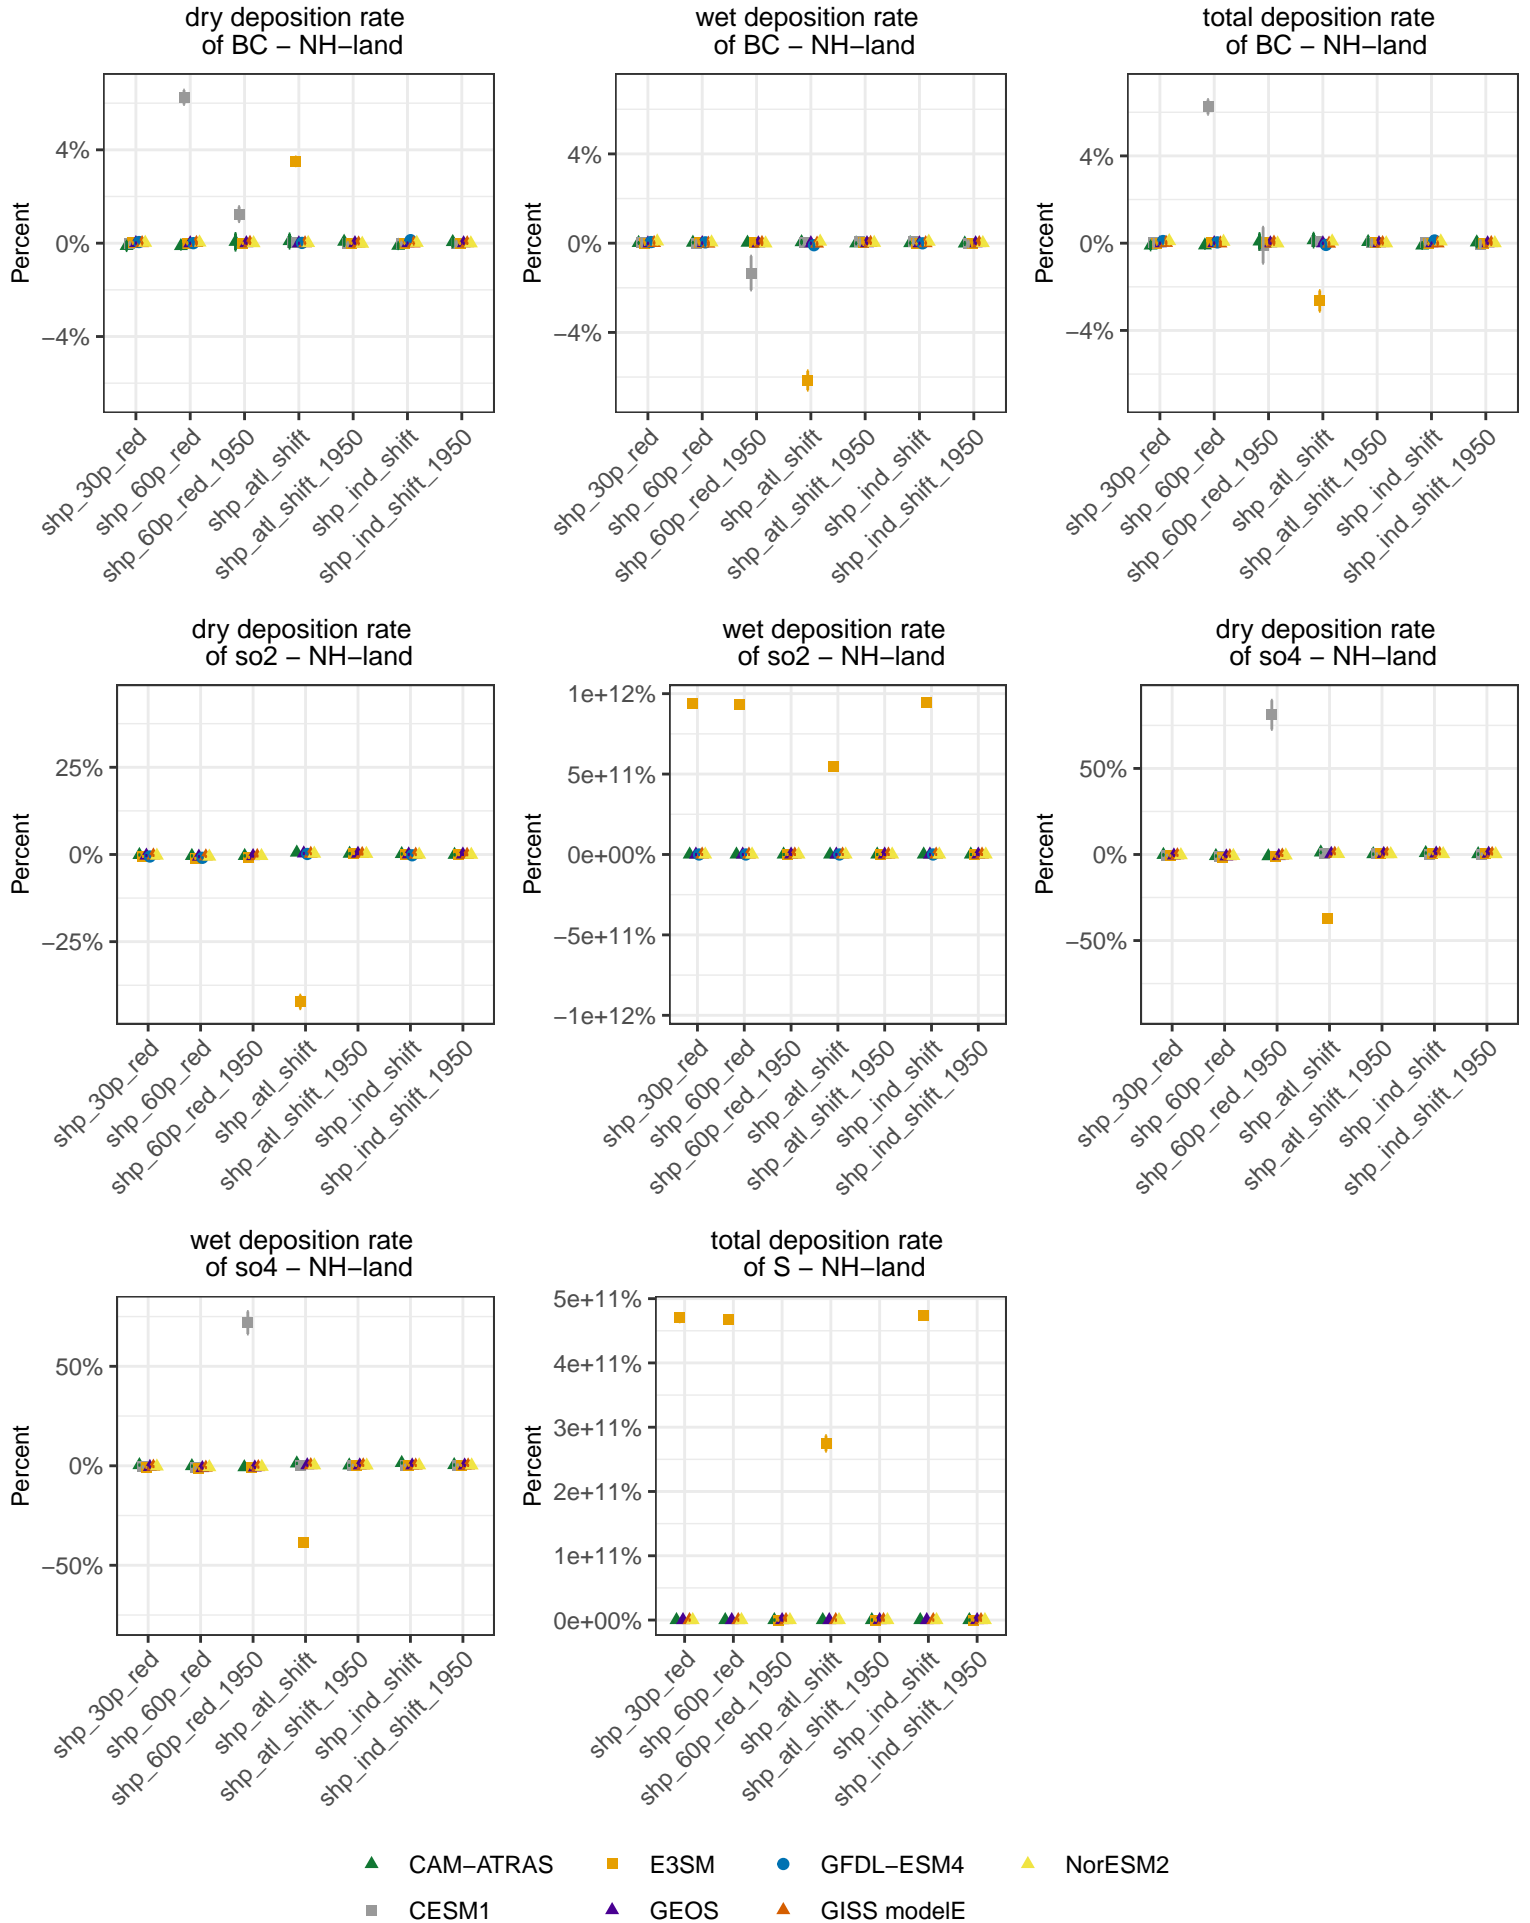 dry deposition rate
of BC − NH−land
wet deposition rate
of BC − NH−land
total deposition rate
of BC − NH−land
Percent
4%
0%
−4%
shp_30p_red
shp_60p_red
shp_60p_red_1950
shp_atl_shift
shp_atl_shift_1950
shp_ind_shift
shp_ind_shift_1950
Percent
4%
0%
−4%
shp_30p_red
shp_60p_red
shp_60p_red_1950
shp_atl_shift
shp_atl_shift_1950
shp_ind_shift
shp_ind_shift_1950
Percent
4%
0%
−4%
shp_30p_red
shp_60p_red
shp_60p_red_1950
shp_atl_shift
shp_atl_shift_1950
shp_ind_shift
shp_ind_shift_1950
dry deposition rate
of so2 − NH−land
wet deposition rate
of so2 − NH−land
dry deposition rate
of so4 − NH−land
Percent
25%
0%
−25%
shp_30p_red
shp_60p_red
shp_60p_red_1950
shp_atl_shift
shp_atl_shift_1950
shp_ind_shift
shp_ind_shift_1950
Percent
1e+12%
5e+11%
0e+00%
−5e+11%
−1e+12%
shp_30p_red
shp_60p_red
shp_60p_red_1950
shp_atl_shift
shp_atl_shift_1950
shp_ind_shift
shp_ind_shift_1950
Percent
50%
0%
−50%
shp_30p_red
shp_60p_red
shp_60p_red_1950
shp_atl_shift
shp_atl_shift_1950
shp_ind_shift
shp_ind_shift_1950
wet deposition rate
of so4 − NH−land
total deposition rate
of S − NH−land
Percent
50%
0%
−50%
shp_30p_red
shp_60p_red
shp_60p_red_1950
shp_atl_shift
shp_atl_shift_1950
shp_ind_shift
shp_ind_shift_1950
Percent
5e+11%
4e+11%
3e+11%
2e+11%
1e+11%
0e+00%
shp_30p_red
shp_60p_red
shp_60p_red_1950
shp_atl_shift
shp_atl_shift_1950
shp_ind_shift
shp_ind_shift_1950
CAM−ATRAS
E3SM
GFDL−ESM4
NorESM2
CESM1
GEOS
GISS modelE